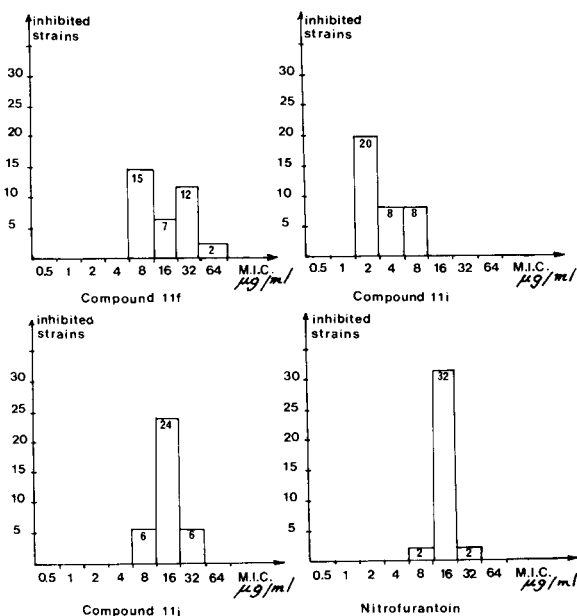 inhibited
strains
35
30
25
20
15
10
5
15
7
12
2
0.5 1 2 4 8 16 32 64 M.I.C.
µg/ml
Compound 11f
inhibited
strains
35
30
25
20
15
10
5
20
8
8
0.5 1 2 4 8 16 32 64 M.I.C.
µg/ml
Compound 11i
inhibited
strains
30
25
20
15
10
5
6
24
6
0.5 1 2 4 8 16 32 64 M.I.C.
µg/ml
Compound 11j
inhibited
strains
30
25
20
15
10
5
2
32
2
0.5 1 2 4 8 16 32 64 M.I.C.
µg/ml
Nitrofurantoin